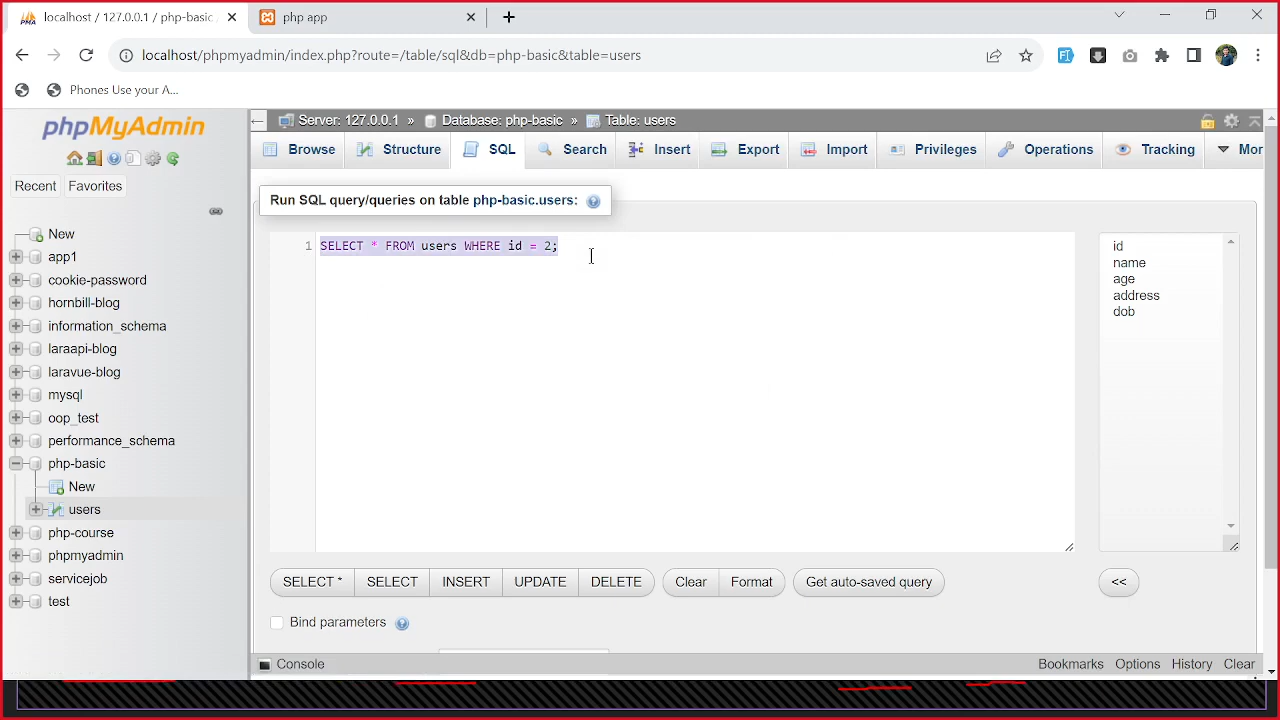 localhost / 127.0.0.1 / php-basic
php app
localhost/phpmyadmin/index.php?route=/table/sql&db=php-basic&table=users
Phones Use your A...
phpMyAdmin
Recent
Favorites
New
app1
cookie-password
hornbill-blog
information_schema
laraapi-blog
laravue-blog
mysql
oop_test
performance_schema
php-basic
New
users
php-course
phpmyadmin
servicejob
test
Server: 127.0.0.1 » Database: php-basic » Table: users
Browse
Structure
SQL
Search
Insert
Export
Import
Privileges
Operations
Tracking
Mor
Run SQL query/queries on table php-basic.users:
1 SELECT * FROM users WHERE id = 2;
id
name
age
address
dob
SELECT *
SELECT
INSERT
UPDATE
DELETE
Clear
Format
Get auto-saved query
<<
Bind parameters
Console
Bookmarks
Options
History
Clear